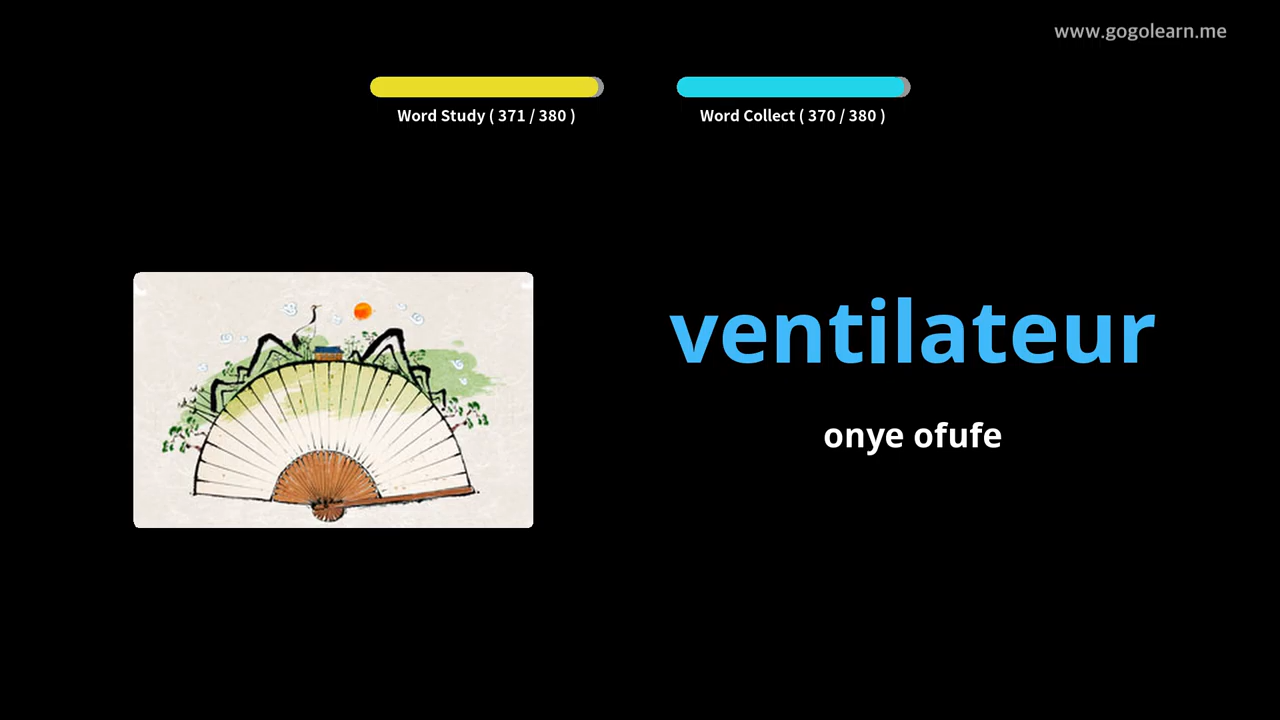 www.gogolearn.me
Word Study ( 371 / 380 )
Word Collect ( 370 / 380 )
ventilateur
onye ofufe